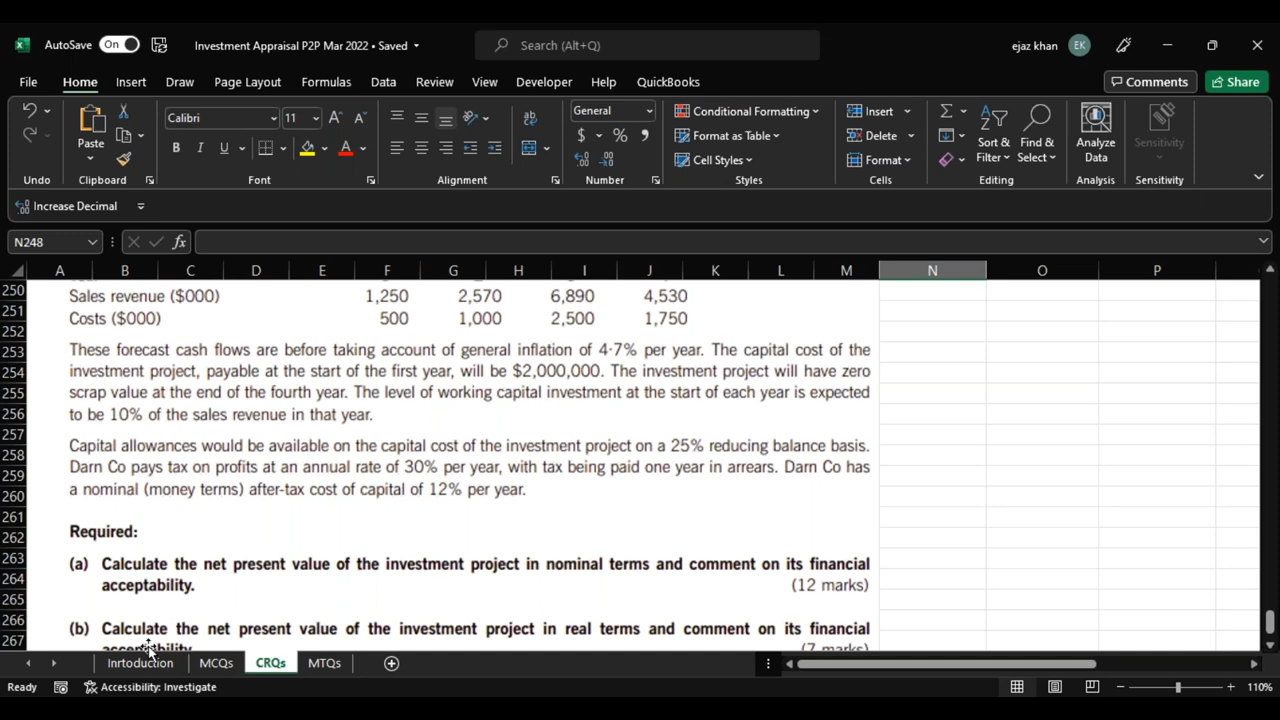 AutoSave On Investment Appraisal P2P Mar 2022 • Saved Search (Alt+Q) ejaz khan EK
File Home Insert Draw Page Layout Formulas Data Review View Developer Help QuickBooks Comments Share
Calibri 11 General Conditional Formatting Insert
Paste $ % Format as Table Delete Sort & Find & Analyze Sensitivity
B I U A Cell Styles Format Filter Select Data
Undo Clipboard Font Alignment Number Styles Cells Editing Analysis Sensitivity
Increase Decimal
N248 fx
A B C D E F G H I J K L M N O P
250 Sales revenue ($000) 1,250 2,570 6,890 4,530
251 Costs ($000) 500 1,000 2,500 1,750
252
253 These forecast cash flows are before taking account of general inflation of 4·7% per year. The capital cost of the
254 investment project, payable at the start of the first year, will be $2,000,000. The investment project will have zero
255 scrap value at the end of the fourth year. The level of working capital investment at the start of each year is expected
256 to be 10% of the sales revenue in that year.
257
258 Capital allowances would be available on the capital cost of the investment project on a 25% reducing balance basis.
259 Darn Co pays tax on profits at an annual rate of 30% per year, with tax being paid one year in arrears. Darn Co has
260 a nominal (money terms) after-tax cost of capital of 12% per year.
261
262 Required:
263 (a) Calculate the net present value of the investment project in nominal terms and comment on its financial
264 acceptability. (12 marks)
265
266 (b) Calculate the net present value of the investment project in real terms and comment on its financial
267 acceptability. (7 marks)
Inrtoduction MCQs CRQs MTQs
Ready Accessibility: Investigate 110%